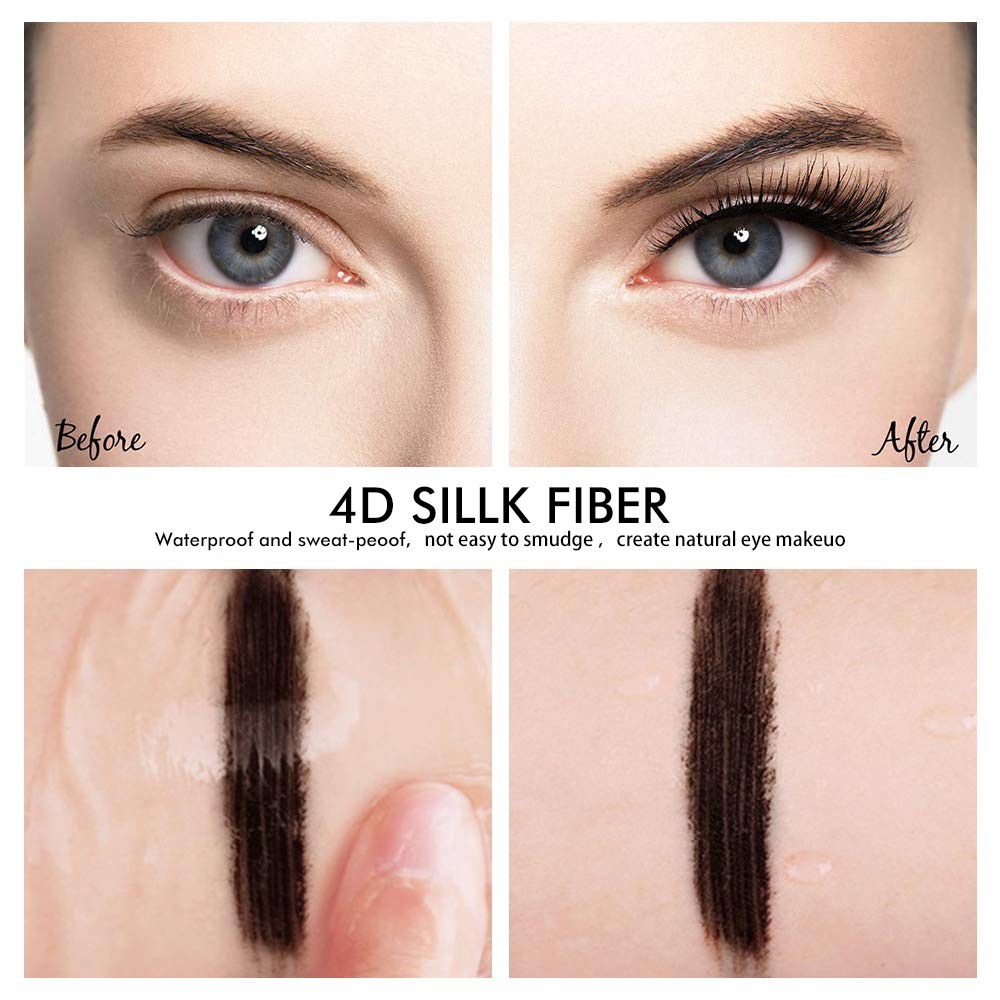 Before
After
4D SILLK FIBER
Waterproof and sweat-peoof, not easy to smudge , create natural eye makeuo